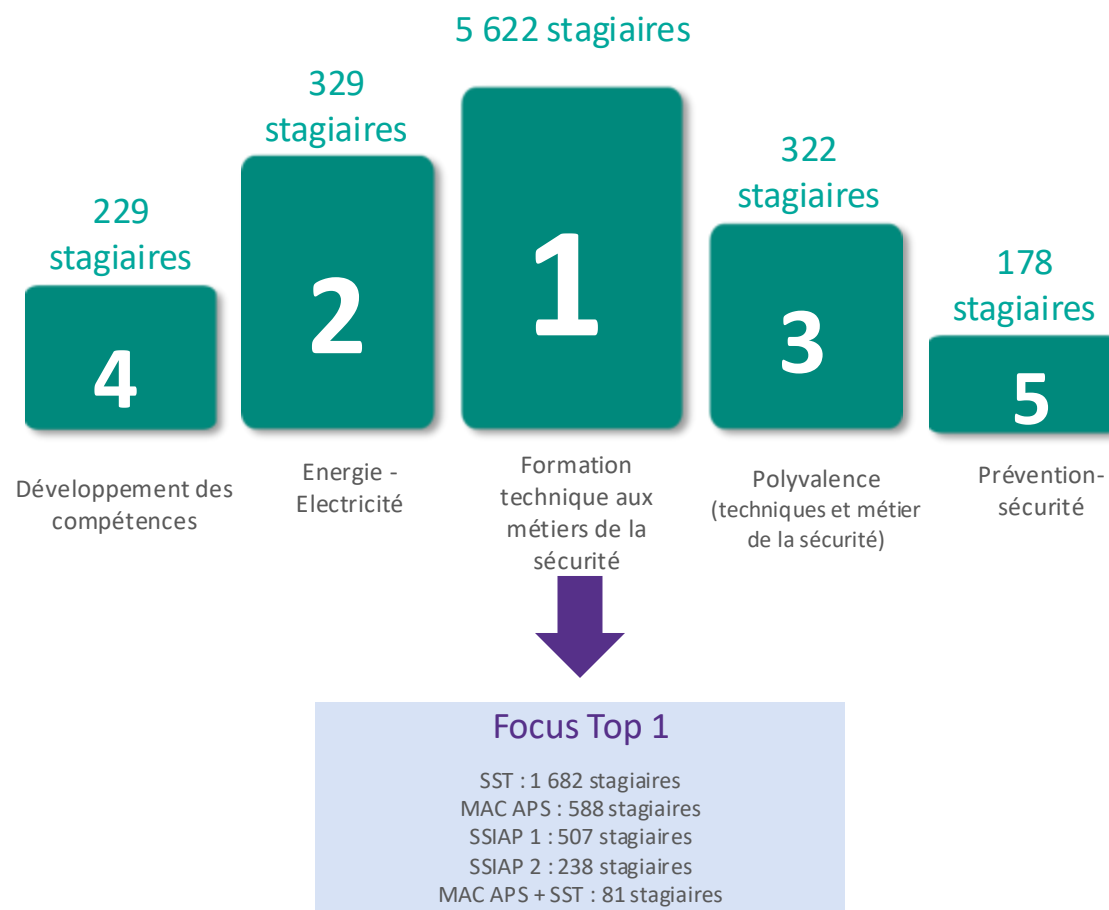 5 622 stagiaires
329
stagiaires
322
stagiaires
229
stagiaires
178
stagiaires
4
2
1
3
5
Développement des
compétences
Energie -
Electricité
Formation
technique aux
métiers de la
sécurité
Polyvalence
(techniques et métier
de la sécurité)
Prévention-
sécurité
Focus Top 1
SST : 1 682 stagiaires
MAC APS : 588 stagiaires
SSIAP 1 : 507 stagiaires
SSIAP 2 : 238 stagiaires
MAC APS + SST : 81 stagiaires